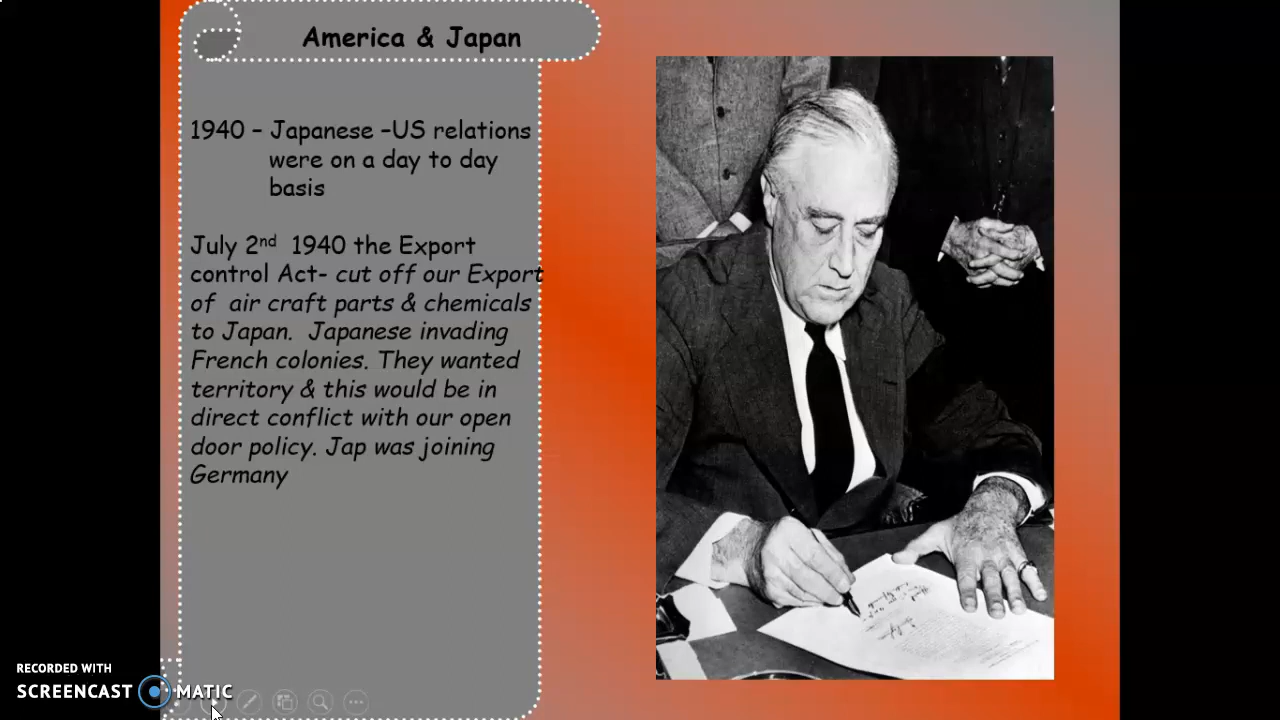 America & Japan
1940 – Japanese –US relations
were on a day to day
basis
July 2nd 1940 the Export
control Act- cut off our Export
of air craft parts & chemicals
to Japan. Japanese invading
French colonies. They wanted
territory & this would be in
direct conflict with our open
door policy. Jap was joining
Germany
RECORDED WITH
SCREENCAST MATIC